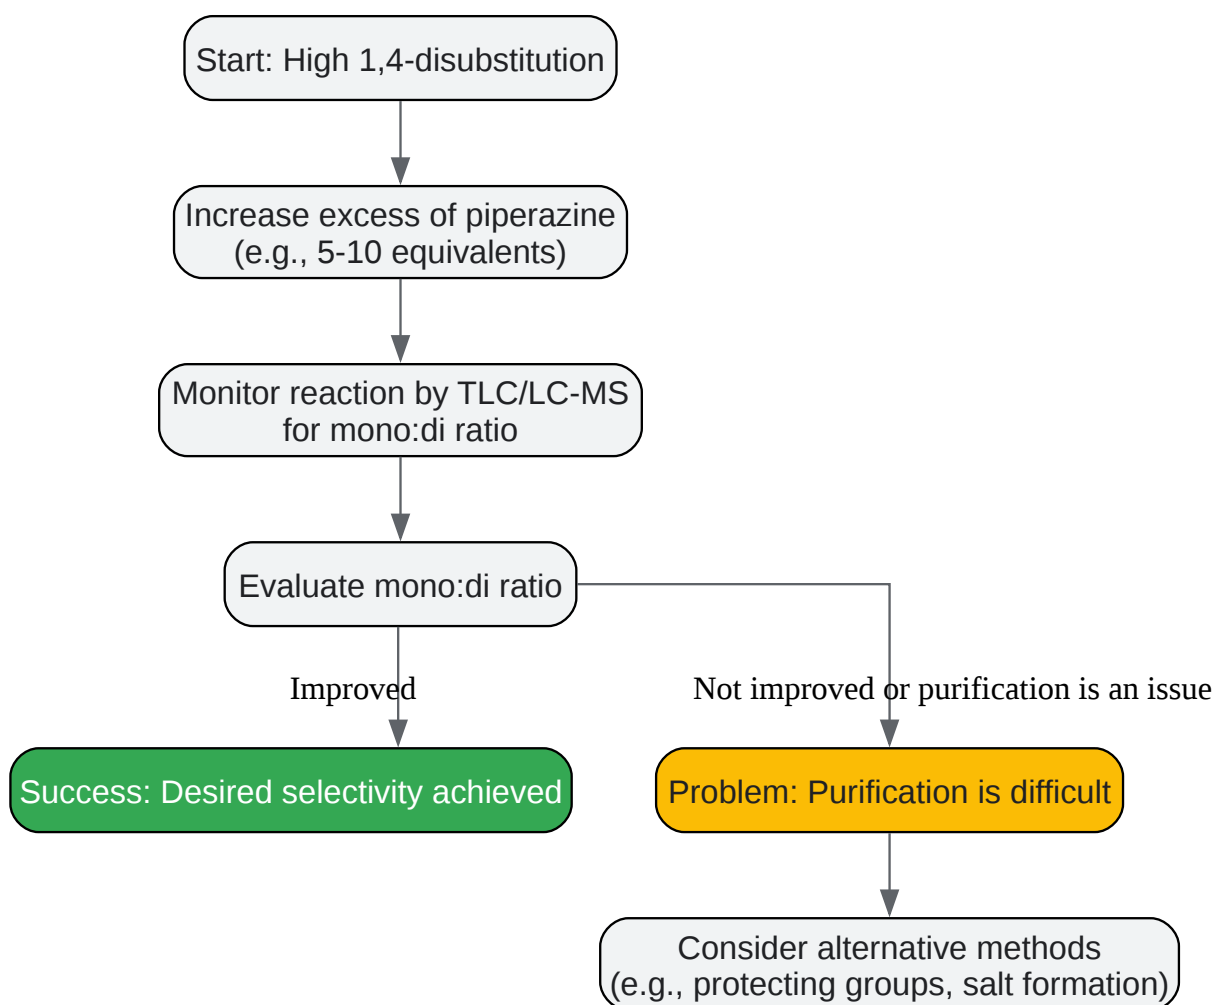 Start: High 1,4-disubstitution
Increase excess of piperazine
(e.g., 5-10 equivalents)
Monitor reaction by TLC/LC-MS
for mono:di ratio
Evaluate mono:di ratio
Improved
Not improved or purification is an issue
Success: Desired selectivity achieved
Problem: Purification is difficult
Consider alternative methods
(e.g., protecting groups, salt formation)